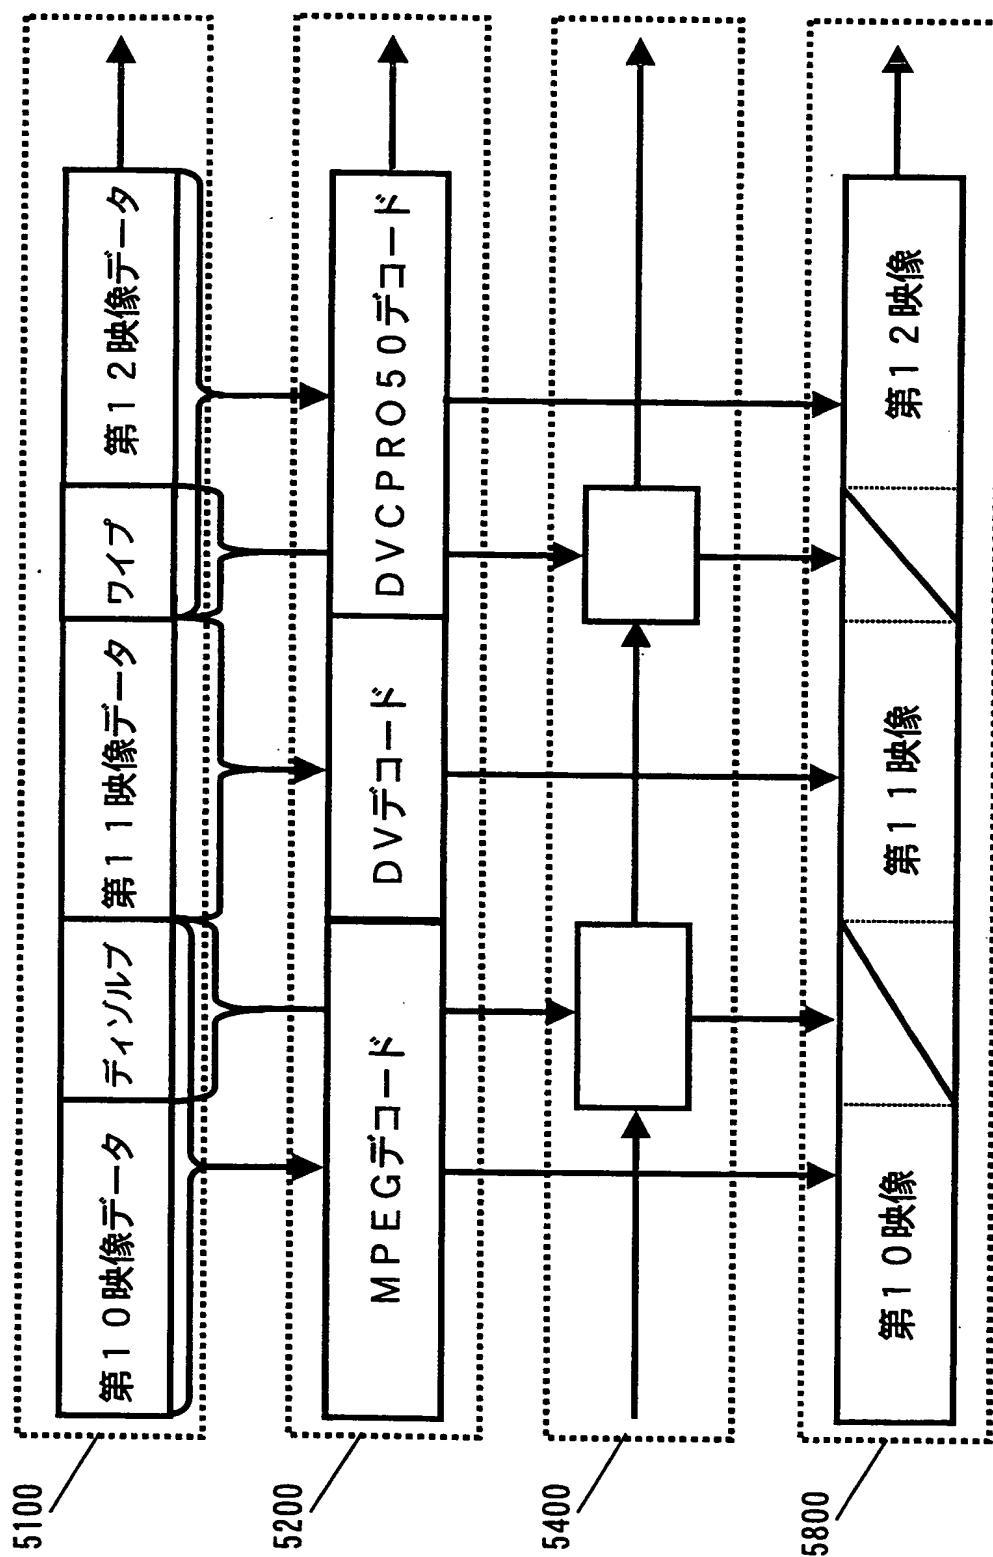 5100
第10映像データ
ディゾルブ
第11映像データ
ワイプ
第12映像データ
5200
MPEGデコード
DVデコード
DVCPRO50デコード
5400
5800
第10映像
第11映像
第12映像